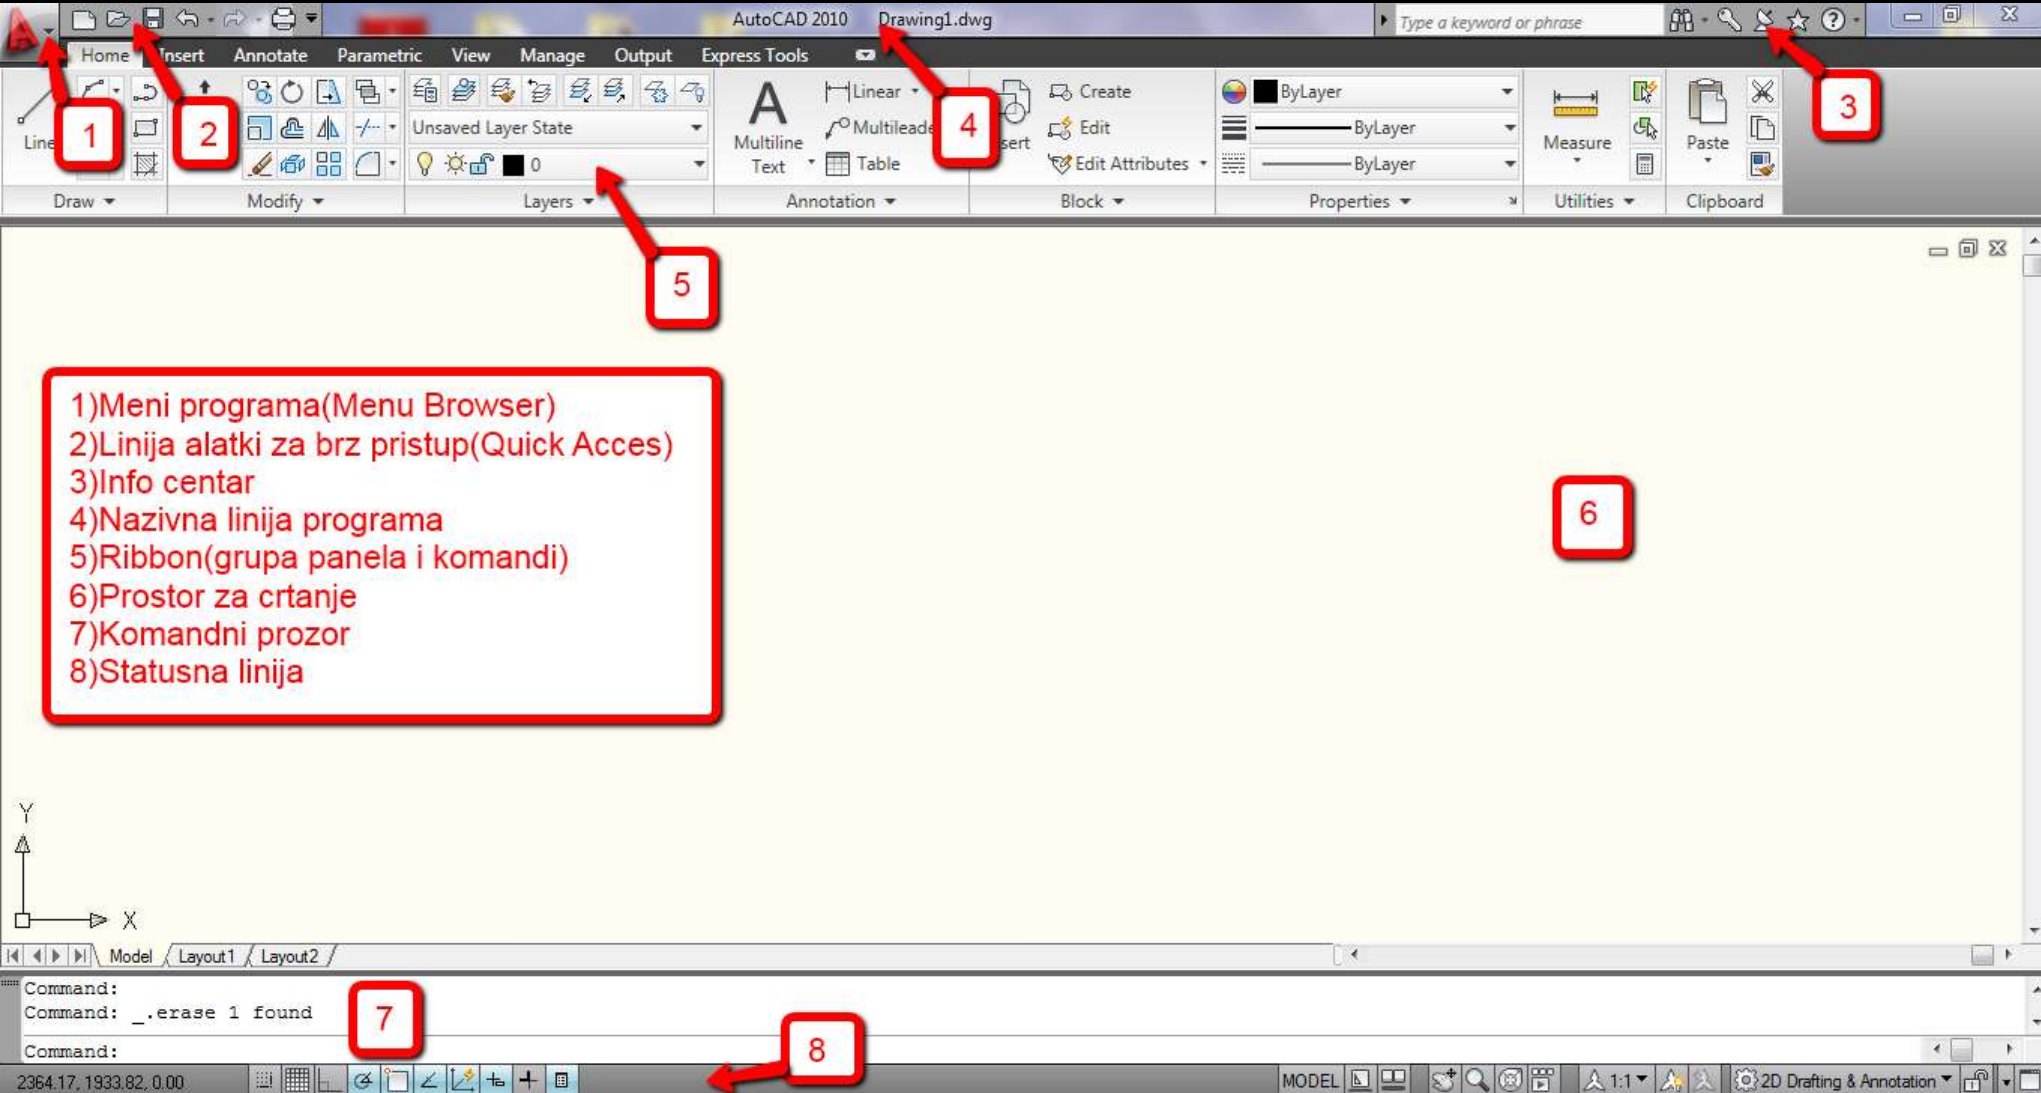 AutoCAD 2010 Drawing1.dwg
Type a keyword or phrase
Home Insert Annotate Parametric View Manage Output Express Tools
Linear
Create
ByLayer
1
2
Unsaved Layer State
Multiline
Text
Multileade
4
Edit
ByLayer
Measure
Paste
3
Line
0
Table
Edit Attributes
ByLayer
Draw
Modify
Layers
Annotation
Block
Properties
Utilities
Clipboard
5
1)Meni programa(Menu Browser)
2)Linija alatki za brz pristup(Quick Acces)
3)Info centar
4)Nazivna linija programa
5)Ribbon(grupa panela i komandi)
6)Prostor za crtanje
7)Komandni prozor
8)Statusna linija
6
Y
X
Model Layout1 Layout2
Command:
Command: _.erase 1 found
7
Command:
8
2364.17, 1933.82, 0.00
MODEL
1:1
2D Drafting & Annotation